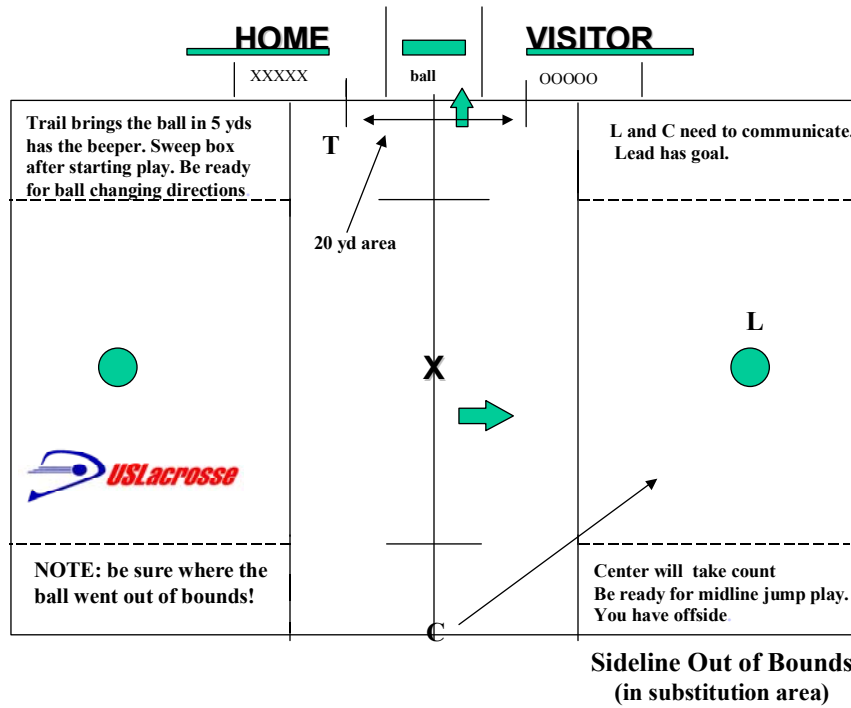 HOME
VISITOR
XXXXX
ball
OOOOO
Trail brings the ball in 5 yds
has the beeper. Sweep box
after starting play. Be ready
for ball changing directions.
T
L and C need to communicate.
Lead has goal.
20 yd area
L
X
USLacrosse
NOTE: be sure where the
ball went out of bounds!
Center will take count
Be ready for midline jump play.
You have offside.
C
Sideline Out of Bounds
(in substitution area)